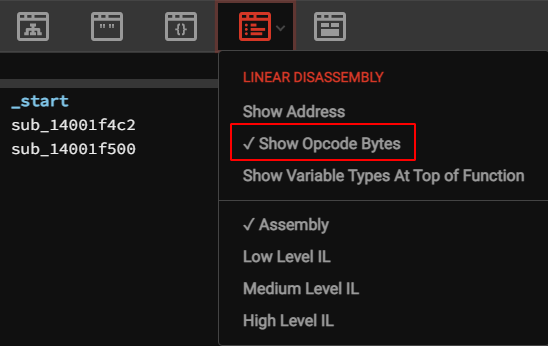 " "
{}
_start
sub_14001f4c2
sub_14001f500
LINEAR DISASSEMBLY
Show Address
✓ Show Opcode Bytes
Show Variable Types At Top of Function
✓ Assembly
Low Level IL
Medium Level IL
High Level IL